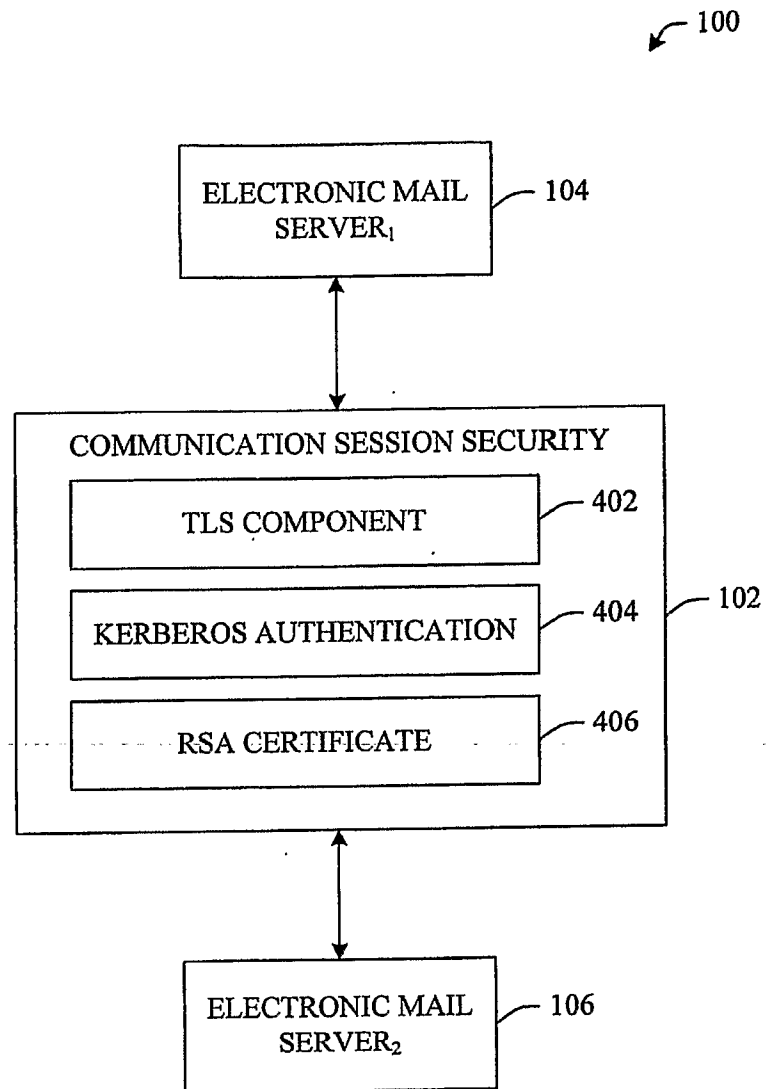 100
ELECTRONIC MAIL
SERVER₁
104
COMMUNICATION SESSION SECURITY
TLS COMPONENT
402
KERBEROS AUTHENTICATION
404
102
RSA CERTIFICATE
406
ELECTRONIC MAIL
SERVER₂
106